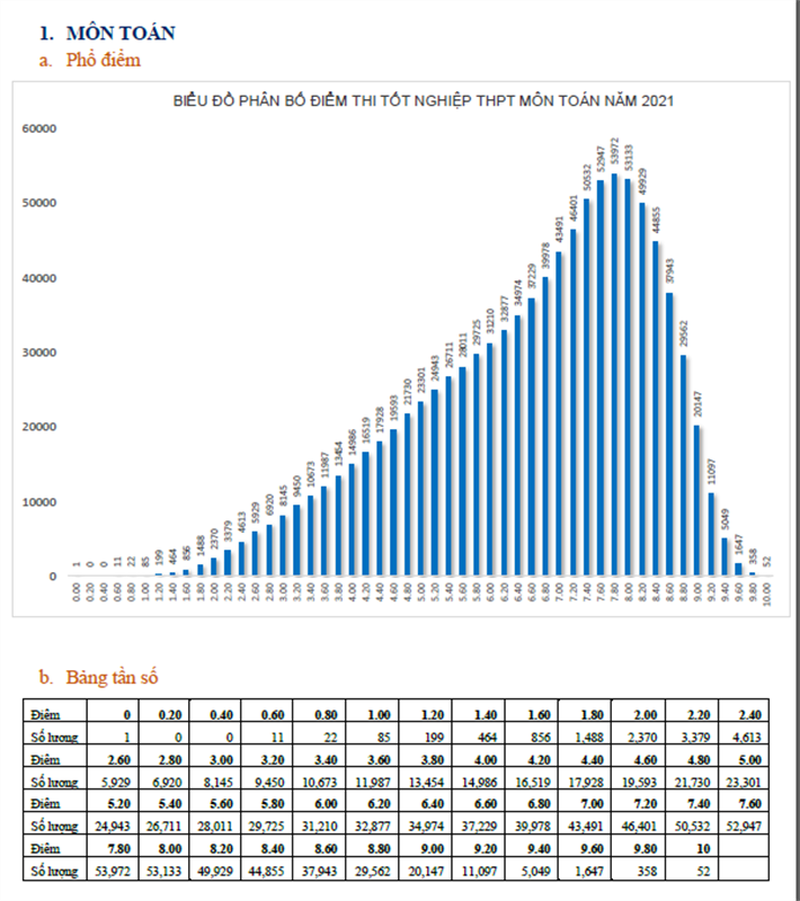 1. MÔN TOÁN
a. Phổ điểm
BIỂU ĐỒ PHÂN BỐ ĐIỂM THI TỐT NGHIỆP THPT MÔN TOÁN NĂM 2021
60000
50000
40000
30000
20000
10000
0
1 0 0 11 22 85 199 464 856 1488 2370 3379 4613 5929 6920 8145 9450 10673 11987 13454 14986 16519 17928 19593 21730 23301 24943 26711 28011 29725 31210 32877 34974 37229 39978 43491 46401 50532 52947 53972 53133 49929 44855 37943 29562 20147 11097 5049 1647 358 52
0.00 0.20 0.40 0.60 0.80 1.00 1.20 1.40 1.60 1.80 2.00 2.20 2.40 2.60 2.80 3.00 3.20 3.40 3.60 3.80 4.00 4.20 4.40 4.60 4.80 5.00 5.20 5.40 5.60 5.80 6.00 6.20 6.40 6.60 6.80 7.00 7.20 7.40 7.60 7.80 8.00 8.20 8.40 8.60 8.80 9.00 9.20 9.40 9.60 9.80 10.00
b. Bảng tần số
Điểm 0 0.20 0.40 0.60 0.80 1.00 1.20 1.40 1.60 1.80 2.00 2.20 2.40
Số lượng 1 0 0 11 22 85 199 464 856 1,488 2,370 3,379 4,613
Điểm 2.60 2.80 3.00 3.20 3.40 3.60 3.80 4.00 4.20 4.40 4.60 4.80 5.00
Số lượng 5,929 6,920 8,145 9,450 10,673 11,987 13,454 14,986 16,519 17,928 19,593 21,730 23,301
Điểm 5.20 5.40 5.60 5.80 6.00 6.20 6.40 6.60 6.80 7.00 7.20 7.40 7.60
Số lượng 24,943 26,711 28,011 29,725 31,210 32,877 34,974 37,229 39,978 43,491 46,401 50,532 52,947
Điểm 7.80 8.00 8.20 8.40 8.60 8.80 9.00 9.20 9.40 9.60 9.80 10
Số lượng 53,972 53,133 49,929 44,855 37,943 29,562 20,147 11,097 5,049 1,647 358 52